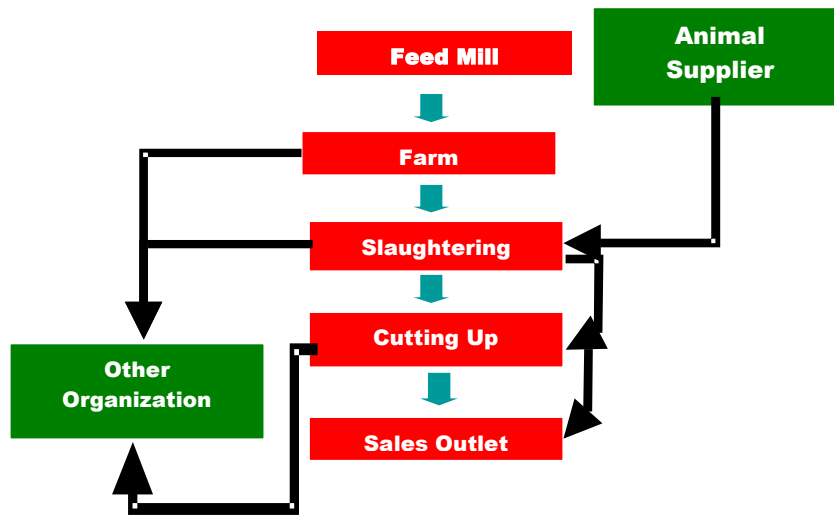 Feed Mill
Animal
Supplier
Farm
Slaughtering
Cutting Up
Other
Organization
Sales Outlet